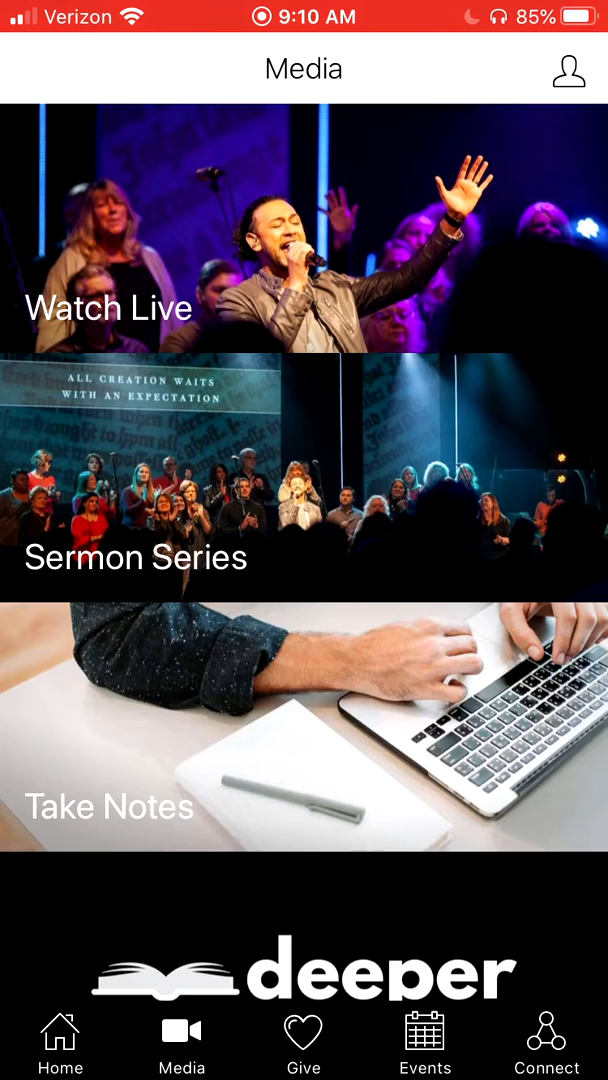 Verizon 9:10 AM 85%
Media
Watch Live
ALL CREATION WAITS
WITH AN EXPECTATION
Sermon Series
Take Notes
deeper
Home Media Give Events Connect